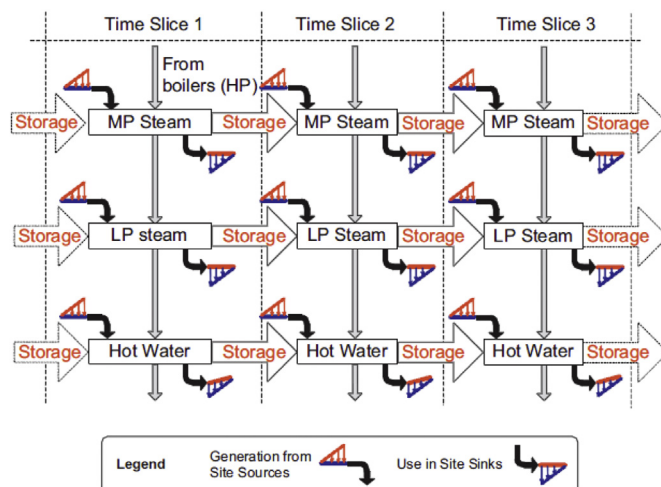 Time Slice 1 Time Slice 2 Time Slice 3
From
boilers (HP)
Storage MP Steam Storage MP Steam Storage MP Steam Storage
Storage LP steam Storage LP Steam Storage LP Steam Storage
Storage Hot Water Storage Hot Water Storage Hot Water Storage
Legend Generation from
Site Sources Use in Site Sinks